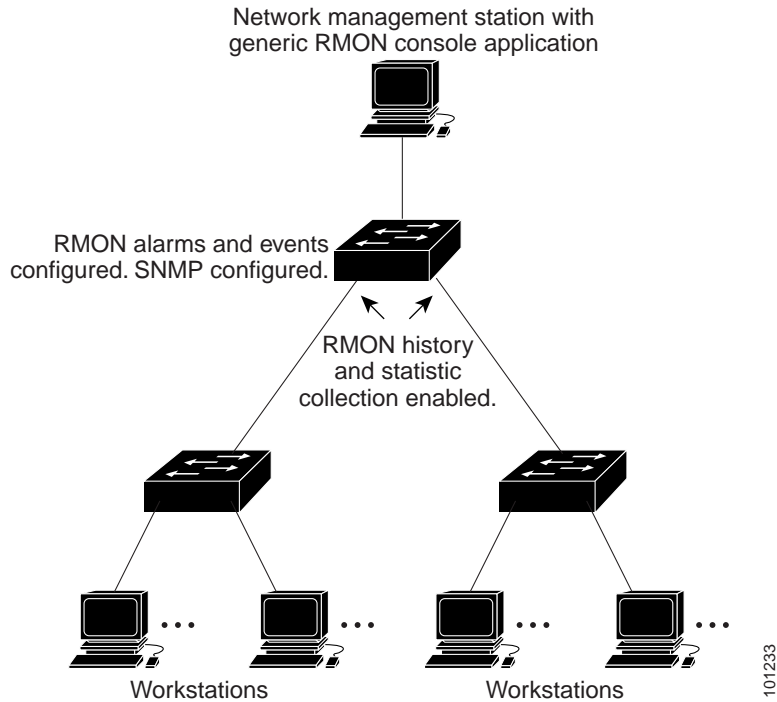 Network management station with
generic RMON console application
RMON alarms and events
configured. SNMP configured.
RMON history
and statistic
collection enabled.
Workstations
Workstations
101233